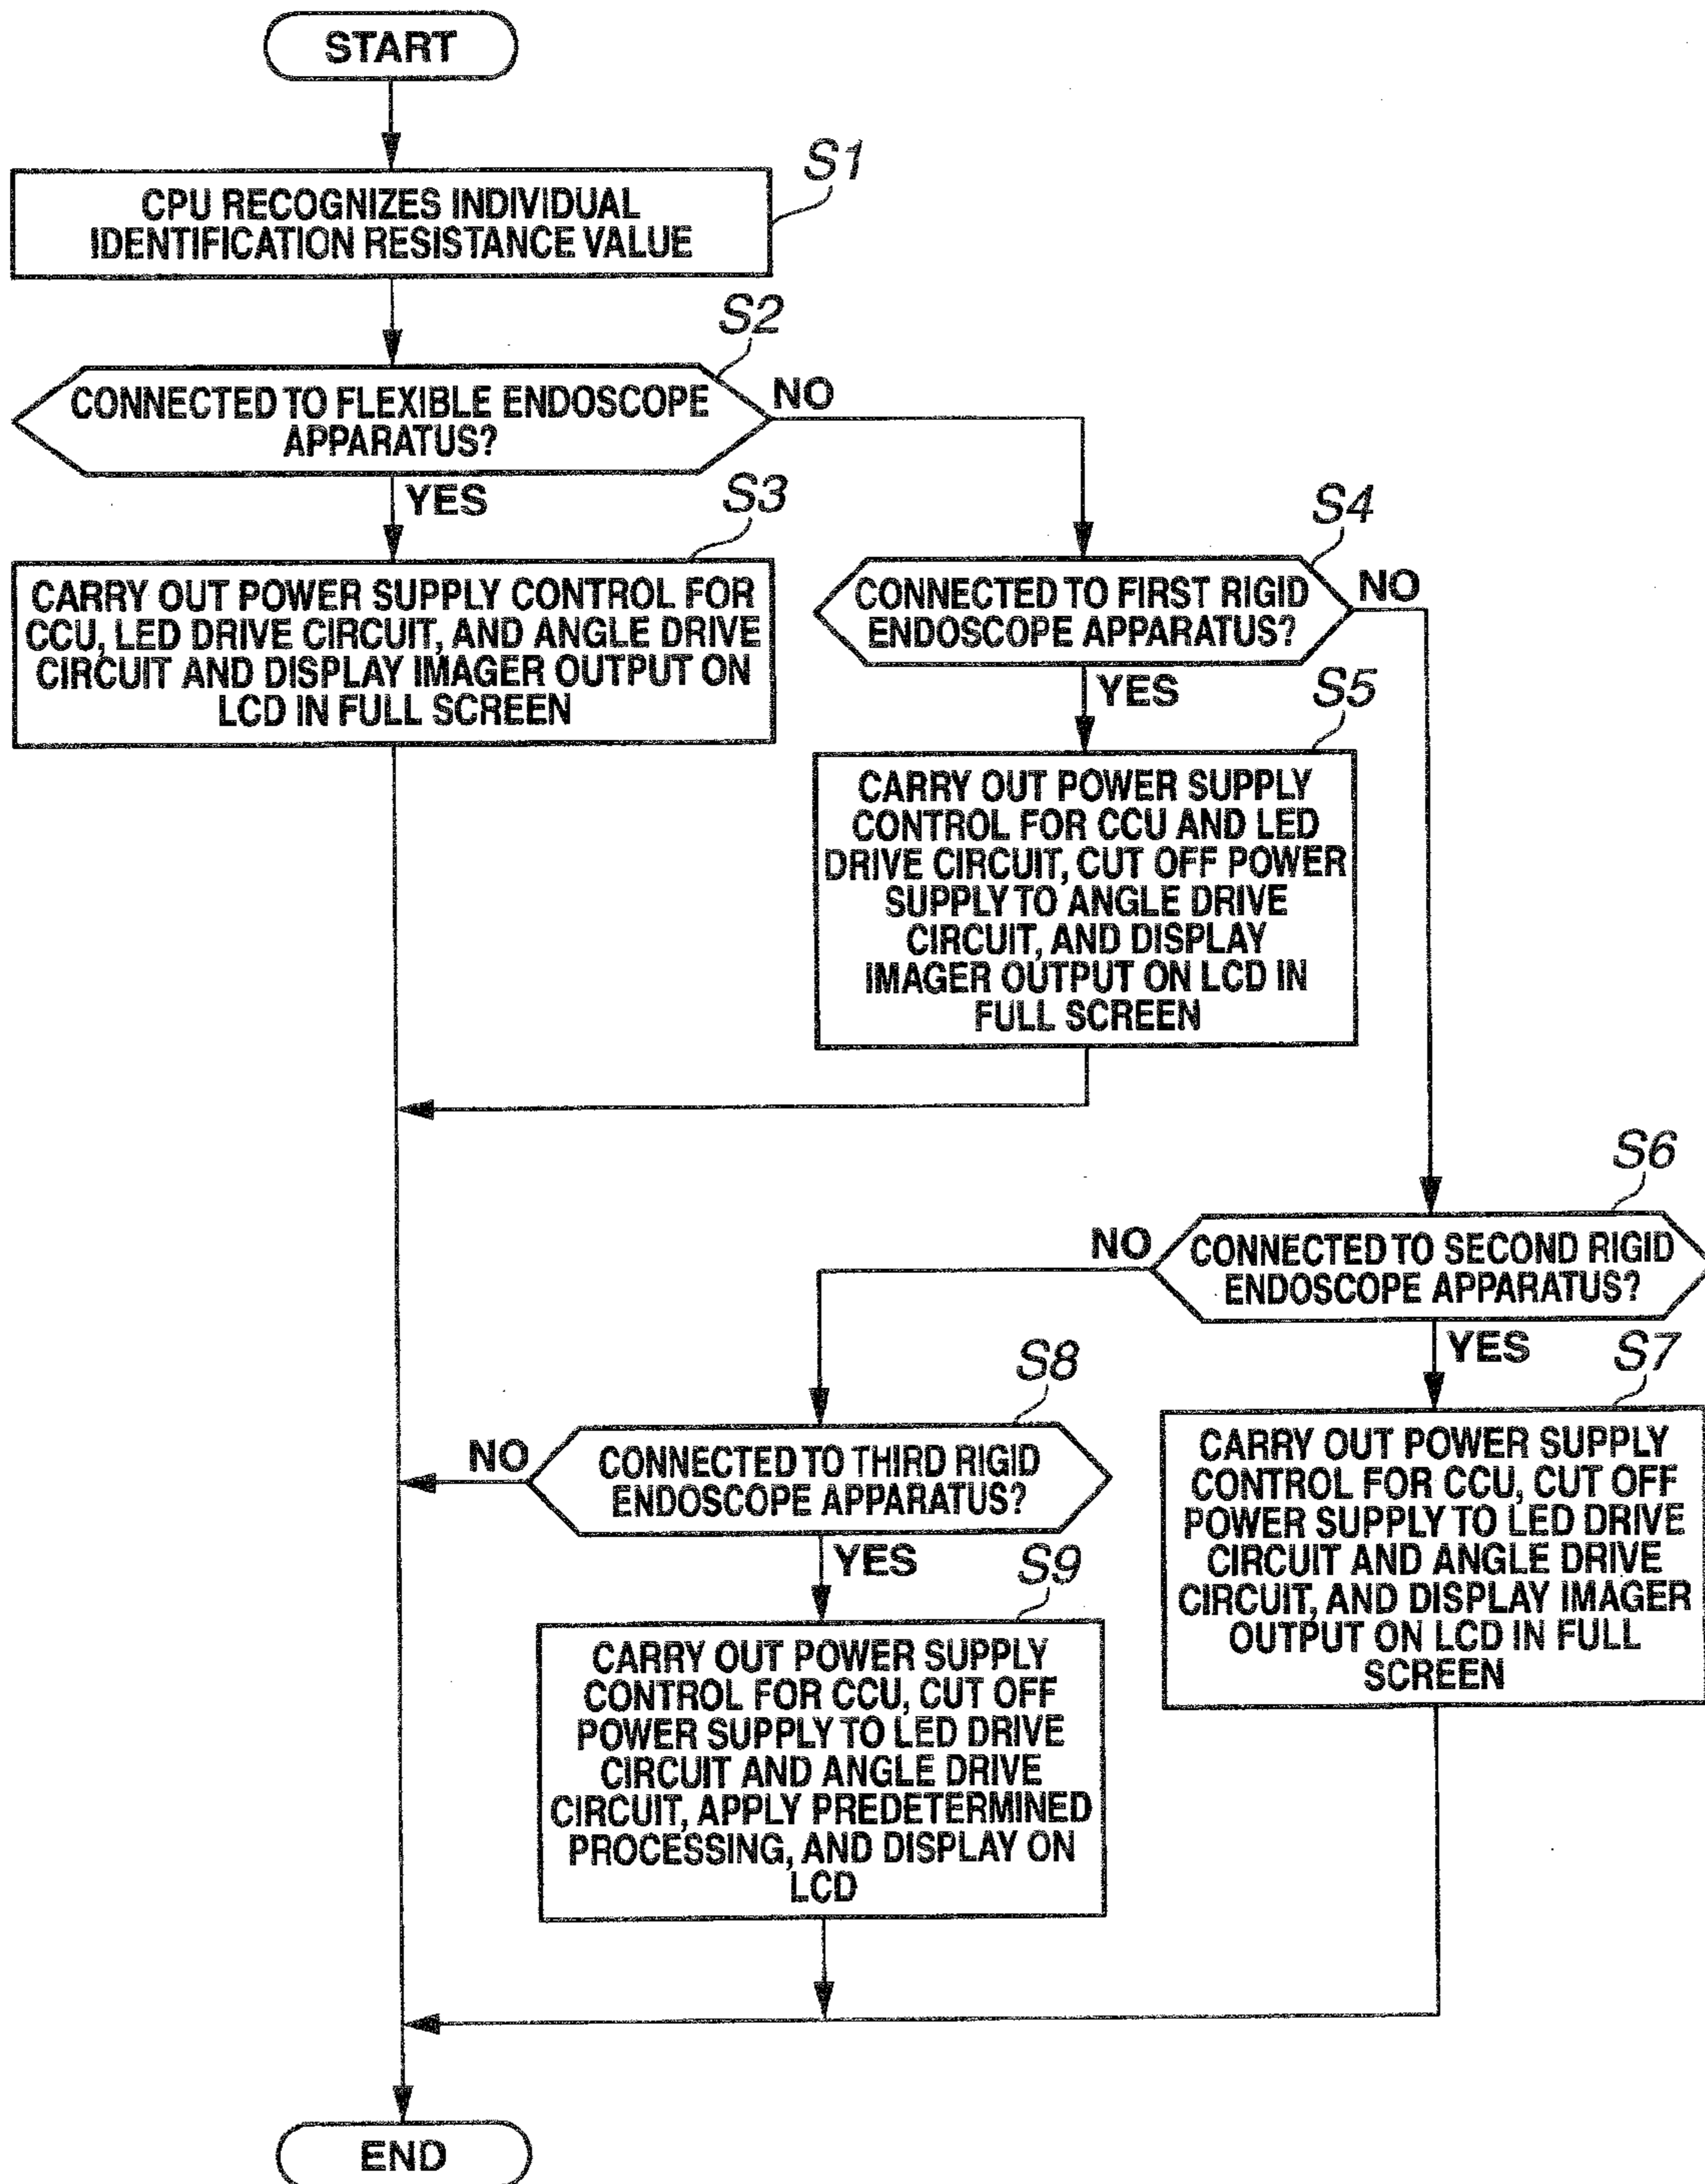 START
S1
CPU RECOGNIZES INDIVIDUAL
IDENTIFICATION RESISTANCE VALUE
S2
CONNECTED TO FLEXIBLE ENDOSCOPE
APPARATUS?
NO
YES
S3
CARRY OUT POWER SUPPLY CONTROL FOR
CCU, LED DRIVE CIRCUIT, AND ANGLE DRIVE
CIRCUIT AND DISPLAY IMAGER OUTPUT ON
LCD IN FULL SCREEN
S4
CONNECTED TO FIRST RIGID
ENDOSCOPE APPARATUS?
NO
YES
S5
CARRY OUT POWER SUPPLY
CONTROL FOR CCU AND LED
DRIVE CIRCUIT, CUT OFF POWER
SUPPLY TO ANGLE DRIVE
CIRCUIT, AND DISPLAY
IMAGER OUTPUT ON LCD IN
FULL SCREEN
S6
CONNECTED TO SECOND RIGID
ENDOSCOPE APPARATUS?
NO
YES
S7
CARRY OUT POWER SUPPLY
CONTROL FOR CCU, CUT OFF
POWER SUPPLY TO LED DRIVE
CIRCUIT AND ANGLE DRIVE
CIRCUIT, AND DISPLAY IMAGER
OUTPUT ON LCD IN FULL
SCREEN
S8
CONNECTED TO THIRD RIGID
ENDOSCOPE APPARATUS?
NO
YES
S9
CARRY OUT POWER SUPPLY
CONTROL FOR CCU, CUT OFF
POWER SUPPLY TO LED DRIVE
CIRCUIT AND ANGLE DRIVE
CIRCUIT, APPLY PREDETERMINED
PROCESSING, AND DISPLAY ON
LCD
END